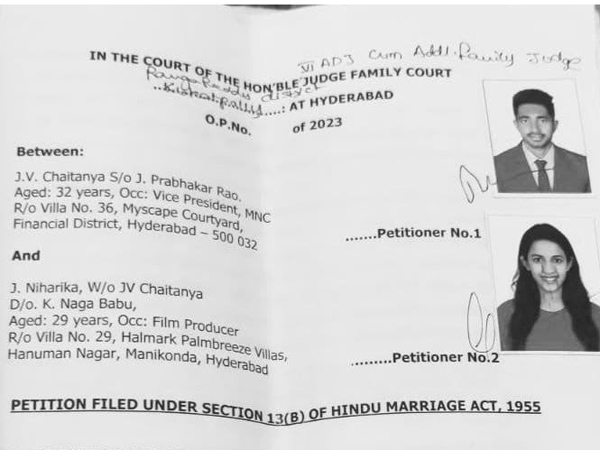 VI ADJ Cum Addl. Family Judge
IN THE COURT OF THE HON'BLE JUDGE FAMILY COURT
Ranga Reddy District
...Kukatpally....: AT HYDERABAD
O.P.No. of 2023
Between:
J.V. Chaitanya S/o J. Prabhakar Rao.
Aged: 32 years, Occ: Vice President, MNC
R/o Villa No. 36, Myscape Courtyard,
Financial District, Hyderabad – 500 032
.......Petitioner No.1
And
J. Niharika, W/o JV Chaitanya
D/o. K. Naga Babu,
Aged: 29 years, Occ: Film Producer
R/o Villa No. 29, Halmark Palmbreeze Villas,
Hanuman Nagar, Manikonda, Hyderabad
.........Petitioner No.2
PETITION FILED UNDER SECTION 13(B) OF HINDU MARRIAGE ACT, 1955